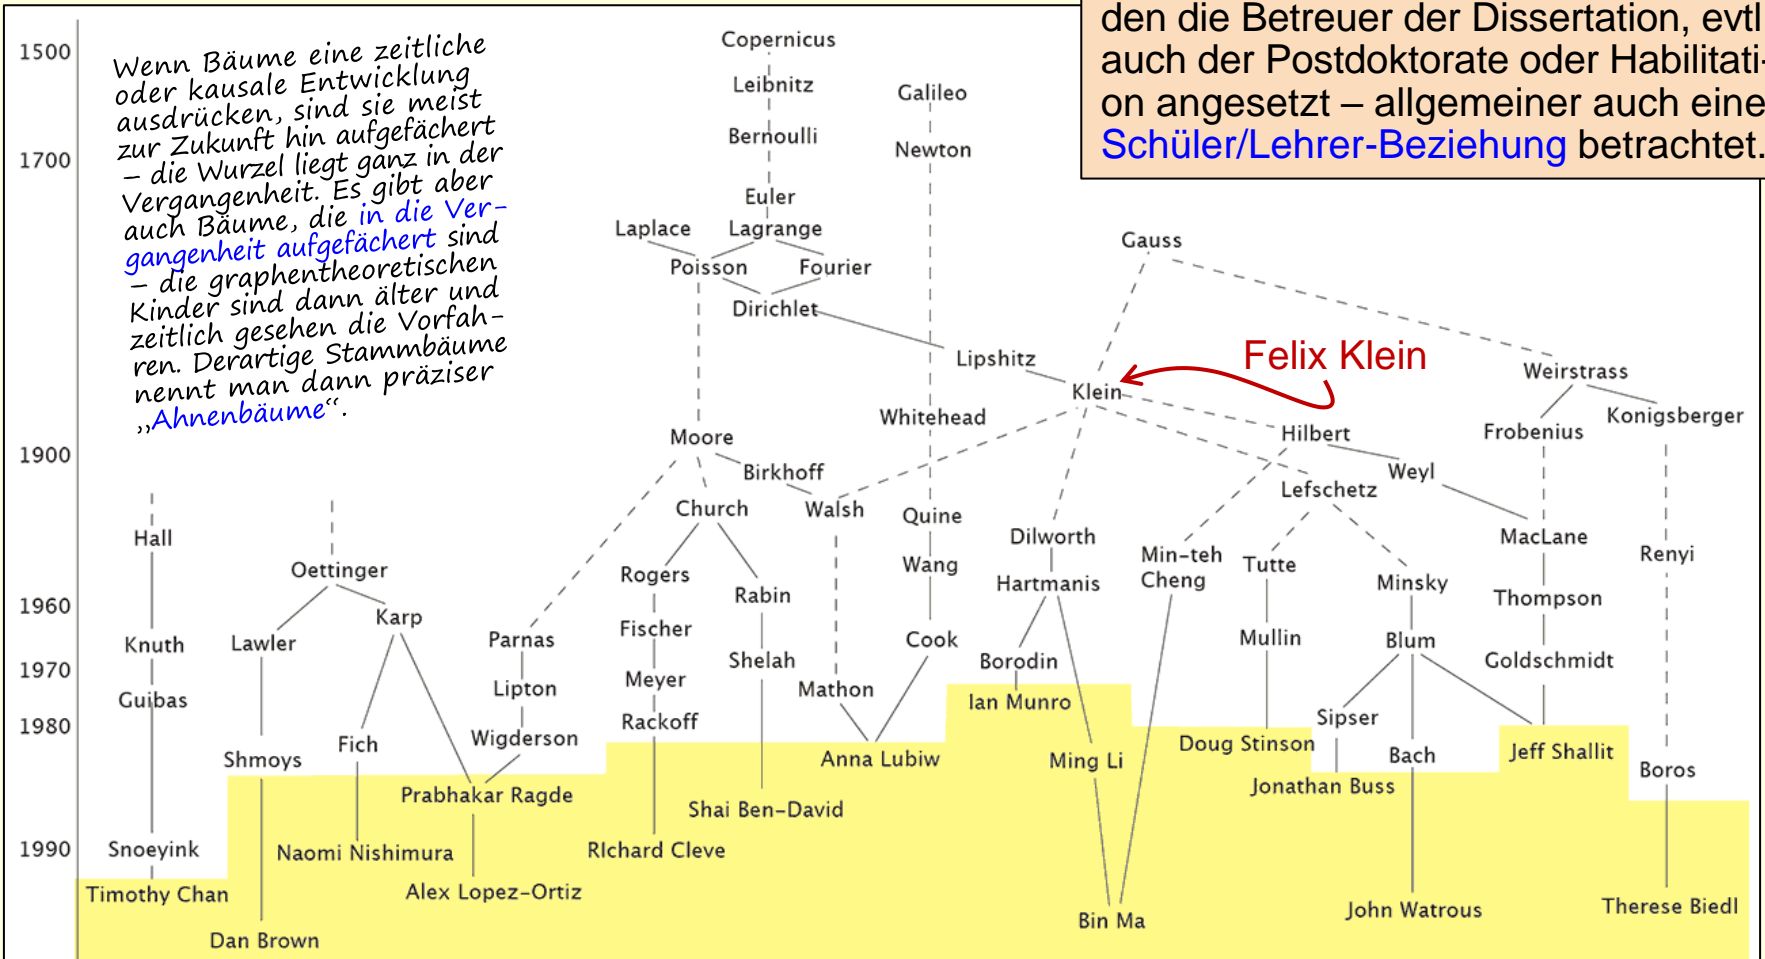 den die Betreuer der Dissertation, evtl
auch der Postdoktorate oder Habilitati-
on angesetzt – allgemeiner auch eine
Schüler/Lehrer-Beziehung betrachtet.
Wenn Bäume eine zeitliche
oder kausale Entwicklung
ausdrücken, sind sie meist
zur Zukunft hin aufgefächert
– die Wurzel liegt ganz in der
Vergangenheit. Es gibt aber
auch Bäume, die in die Ver-
gangenheit aufgefächert sind
– die graphentheoretischen
Kinder sind dann älter und
zeitlich gesehen die Vorfah-
ren. Derartige Stammbäume
nennt man dann präziser
„Ahnenbäume“.
1500
1700
1900
1960
1970
1980
1990
Copernicus
Leibnitz
Galileo
Bernoulli
Newton
Euler
Laplace
Lagrange
Gauss
Poisson
Fourier
Dirichlet
Lipshitz
Felix Klein
Weirstrass
Klein
Whitehead
Konigsberger
Moore
Hilbert
Frobenius
Birkhoff
Weyl
Lefschetz
Church
Walsh
Quine
Hall
Dilworth
MacLane
Oettinger
Wang
Min-teh
Cheng
Tutte
Renyi
Rogers
Hartmanis
Minsky
Rabin
Thompson
Karp
Knuth
Lawler
Parnas
Fischer
Cook
Mullin
Blum
Shelah
Borodin
Goldschmidt
Guibas
Lipton
Meyer
Mathon
Ian Munro
Rackoff
Sipser
Fich
Wigderson
Doug Stinson
Shmoys
Anna Lubiw
Ming Li
Bach
Jeff Shallit
Boros
Prabhakar Ragde
Jonathan Buss
Shai Ben-David
Snoeyink
Naomi Nishimura
RIchard Cleve
Timothy Chan
Alex Lopez-Ortiz
Bin Ma
John Watrous
Therese Biedl
Dan Brown